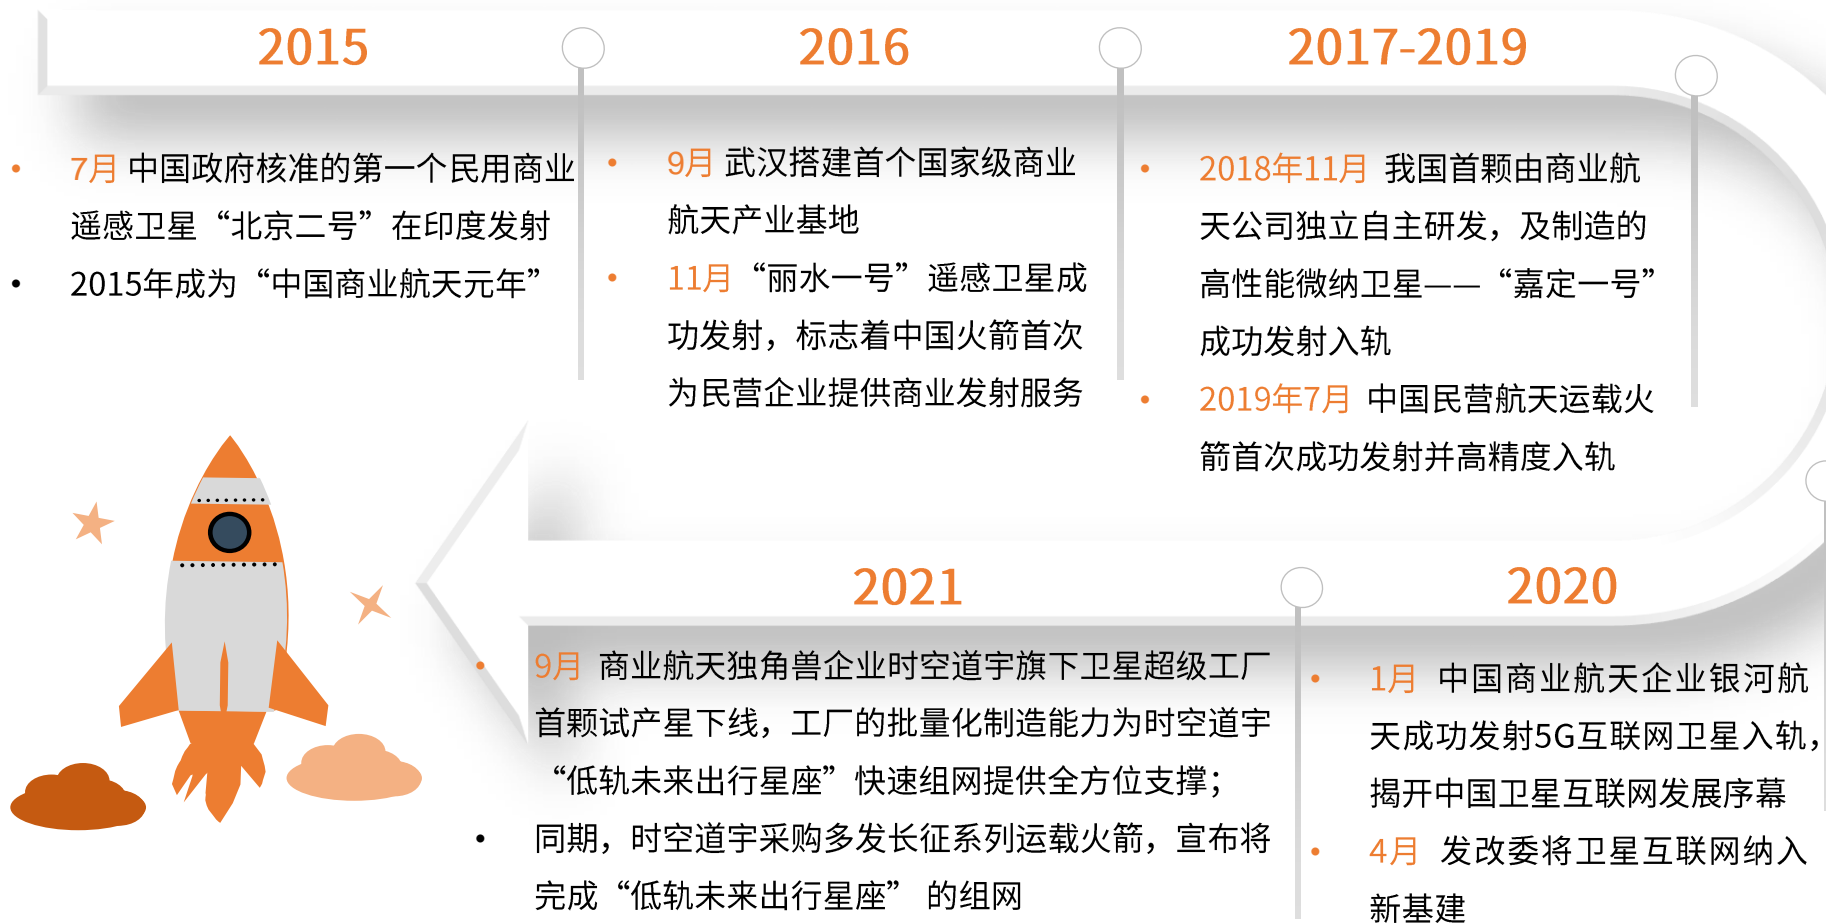 2015
7月 中国政府核准的第一个民用商业
遥感卫星“北京二号”在印度发射
2015年成为“中国商业航天元年”
2016
9月 武汉搭建首个国家级商业
航天产业基地
11月“丽水一号”遥感卫星成
功发射，标志着中国火箭首次
为民营企业提供商业发射服务
2017-2019
2018年11月 我国首颗由商业航
天公司独立自主研发，及制造的
高性能微纳卫星——“嘉定一号”
成功发射入轨
2019年7月 中国民营航天运载火
箭首次成功发射并高精度入轨
2020
1月 中国商业航天企业银河航
天成功发射5G互联网卫星入轨，
揭开中国卫星互联网发展序幕
4月 发改委将卫星互联网纳入
新基建
2021
9月 商业航天独角兽企业时空道宇旗下卫星超级工厂
首颗试产星下线，工厂的批量化制造能力为时空道宇
“低轨未来出行星座”快速组网提供全方位支撑；
同期，时空道宇采购多发长征系列运载火箭，宣布将
完成“低轨未来出行星座” 的组网